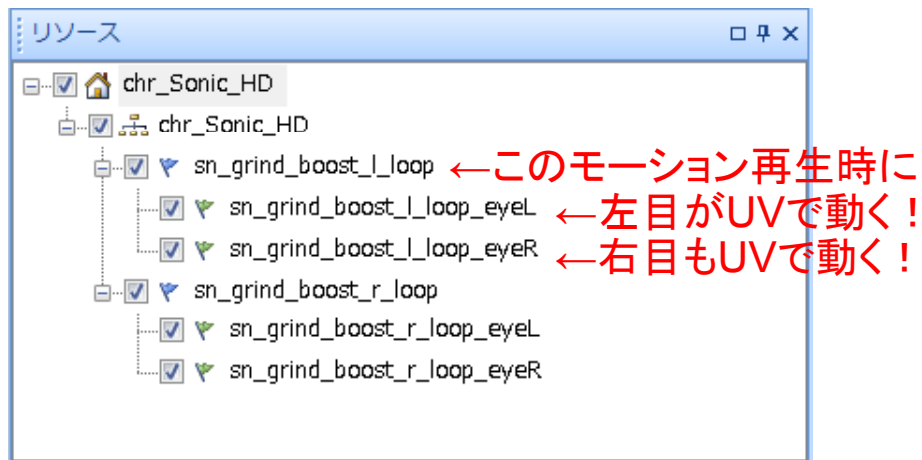 リソース
chr_Sonic_HD
chr_Sonic_HD
sn_grind_boost_l_loop ←このモーション再生時に
sn_grind_boost_l_loop_eyeL ←左目がUVで動く！
sn_grind_boost_l_loop_eyeR ←右目もUVで動く！
sn_grind_boost_r_loop
sn_grind_boost_r_loop_eyeL
sn_grind_boost_r_loop_eyeR